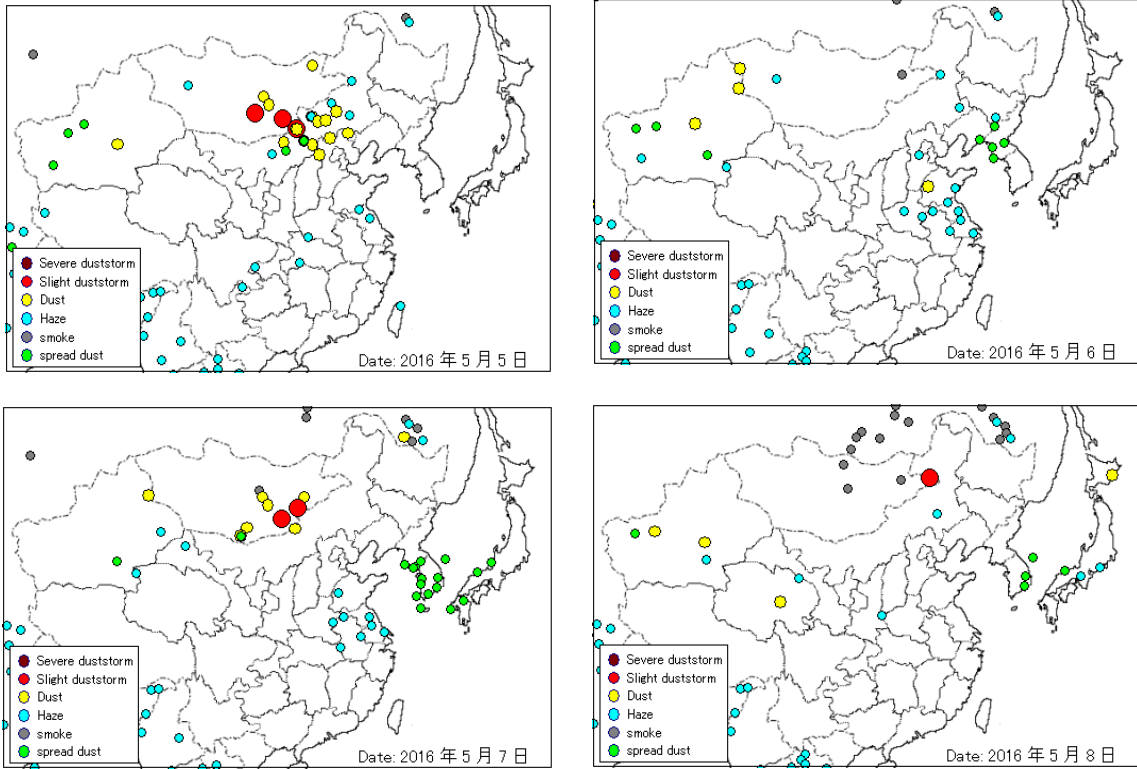 Severe duststorm
Slight duststorm
Dust
Haze
smoke
spread dust
Date: 2016 年 5 月 5 日
Severe duststorm
Slight duststorm
Dust
Haze
smoke
spread dust
Date: 2016 年 5 月 6 日
Severe duststorm
Slight duststorm
Dust
Haze
smoke
spread dust
Date: 2016 年 5 月 7 日
Severe duststorm
Slight duststorm
Dust
Haze
smoke
spread dust
Date: 2016 年 5 月 8 日